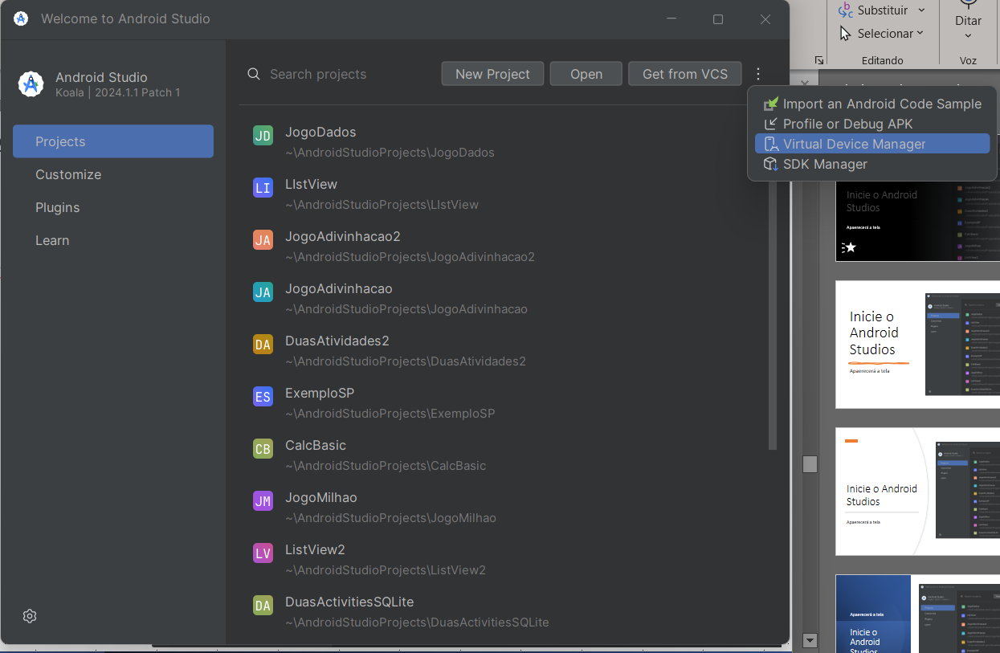 Welcome to Android Studio
Android Studio
Koala | 2024.1.1 Patch 1
Projects
Customize
Plugins
Learn
Search projects
New Project
Open
Get from VCS
JD
JogoDados
~\AndroidStudioProjects\JogoDados
LI
LIstView
~\AndroidStudioProjects\LIstView
JA
JogoAdivinhacao2
~\AndroidStudioProjects\JogoAdivinhacao2
JA
JogoAdivinhacao
~\AndroidStudioProjects\JogoAdivinhacao
DA
DuasAtividades2
~\AndroidStudioProjects\DuasAtividades2
ES
ExemploSP
~\AndroidStudioProjects\ExemploSP
CB
CalcBasic
~\AndroidStudioProjects\CalcBasic
JM
JogoMilhao
~\AndroidStudioProjects\JogoMilhao
LV
ListView2
~\AndroidStudioProjects\ListView2
DA
DuasActivitiesSQLite
~\AndroidStudioProjects\DuasActivitiesSQLite
Import an Android Code Sample
Profile or Debug APK
Virtual Device Manager
SDK Manager
Substituir
Selecionar
Editando
Ditar
Voz
Inicie o Android
Studios
Apaerecerá a tela
Inicie o
Android
Studios
Apaerecerá a tela
Inicie o Android
Studios
Apaerecerá a tela
Apaerecerá a tela
Inicie o
Android
Studios